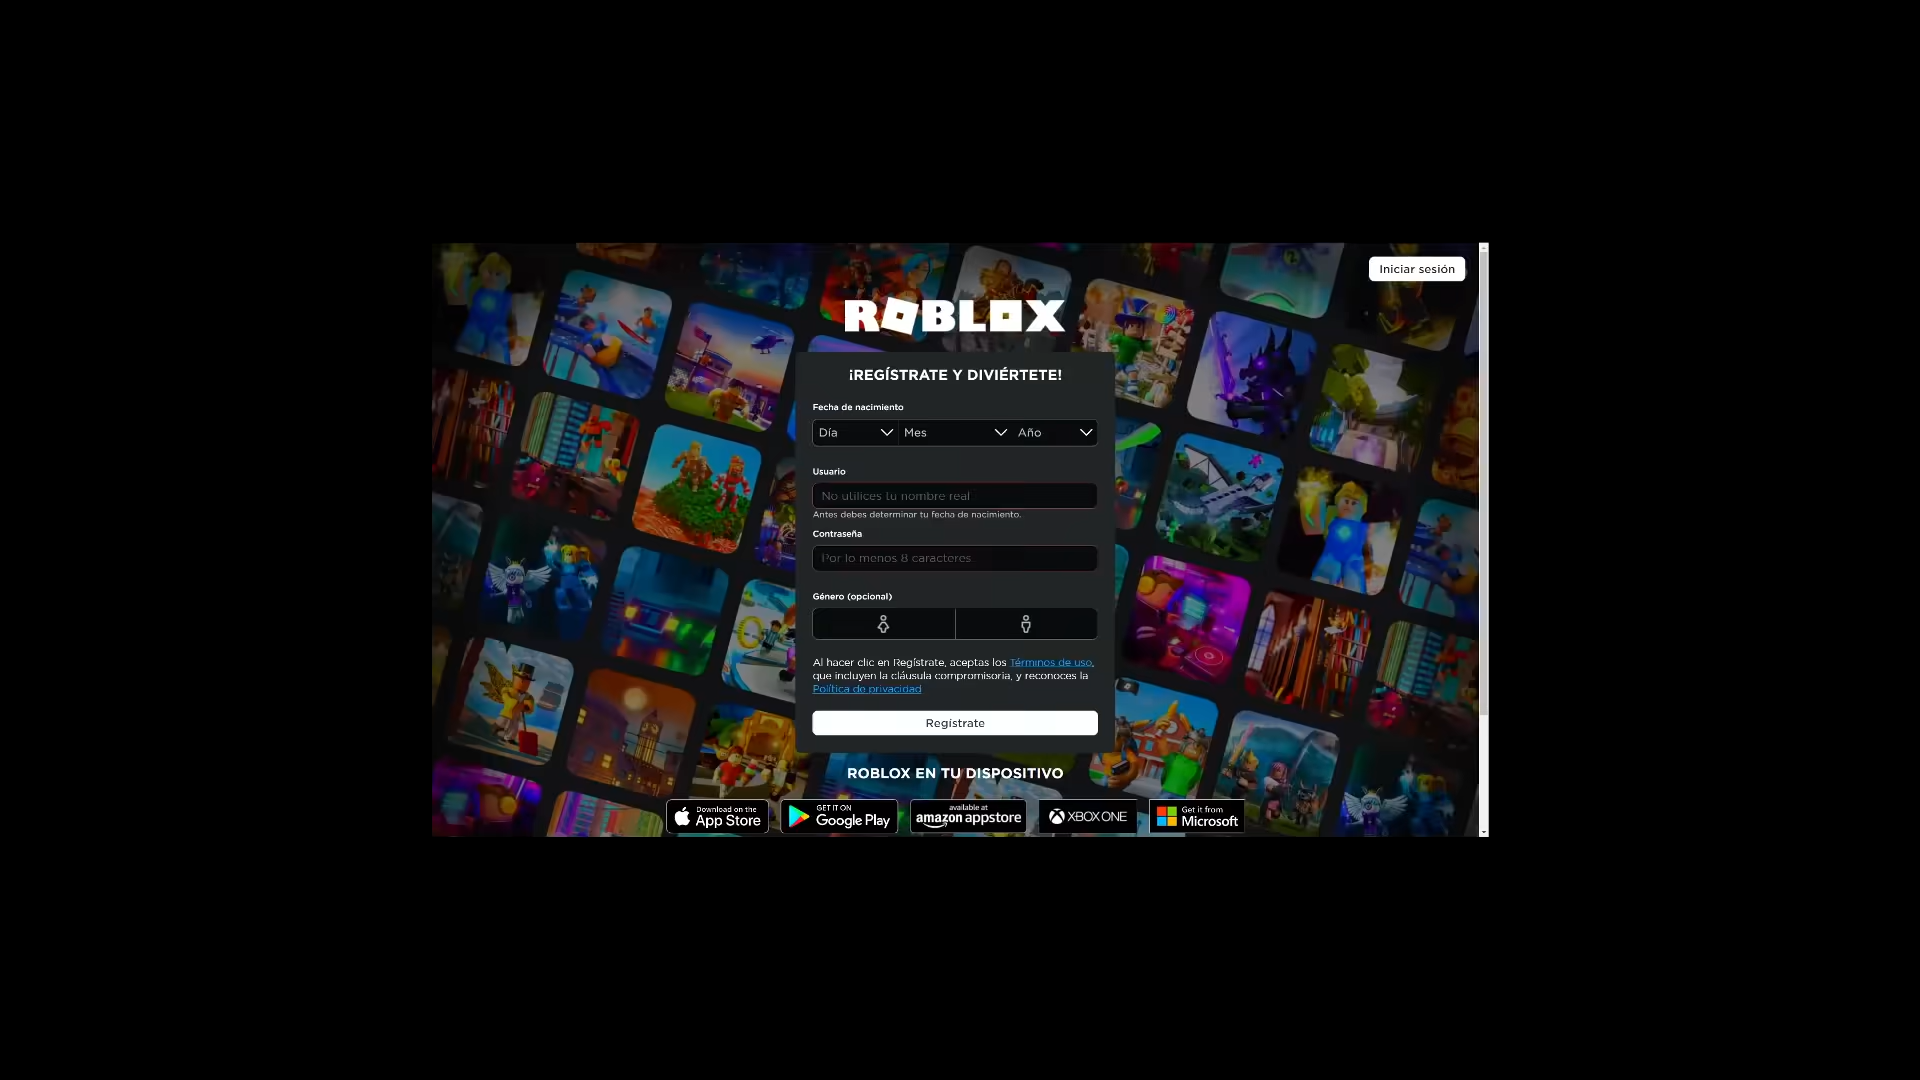 Iniciar sesión
ROBLOX
¡REGÍSTRATE Y DIVIÉRTETE!
Fecha de nacimiento
Día Mes Año
Usuario
No utilices tu nombre real
Antes debes determinar tu fecha de nacimiento.
Contraseña
Por lo menos 8 caracteres
Género (opcional)
Al hacer clic en Regístrate, aceptas los Términos de uso,
que incluyen la cláusula compromisoria, y reconoces la
Política de privacidad
Regístrate
ROBLOX EN TU DISPOSITIVO
Download on the App Store
GET IT ON Google Play
available at amazon appstore
XBOX ONE
Get it from Microsoft